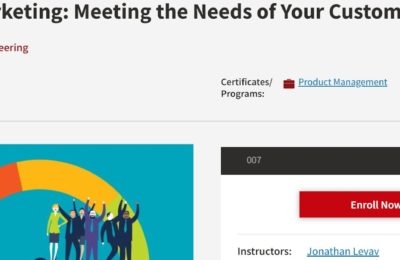 rketing: Meeting the Needs of Your Custom
eering
Certificates/ Product Management
Programs:
007
Enroll Now
Instructors: Jonathan Levav